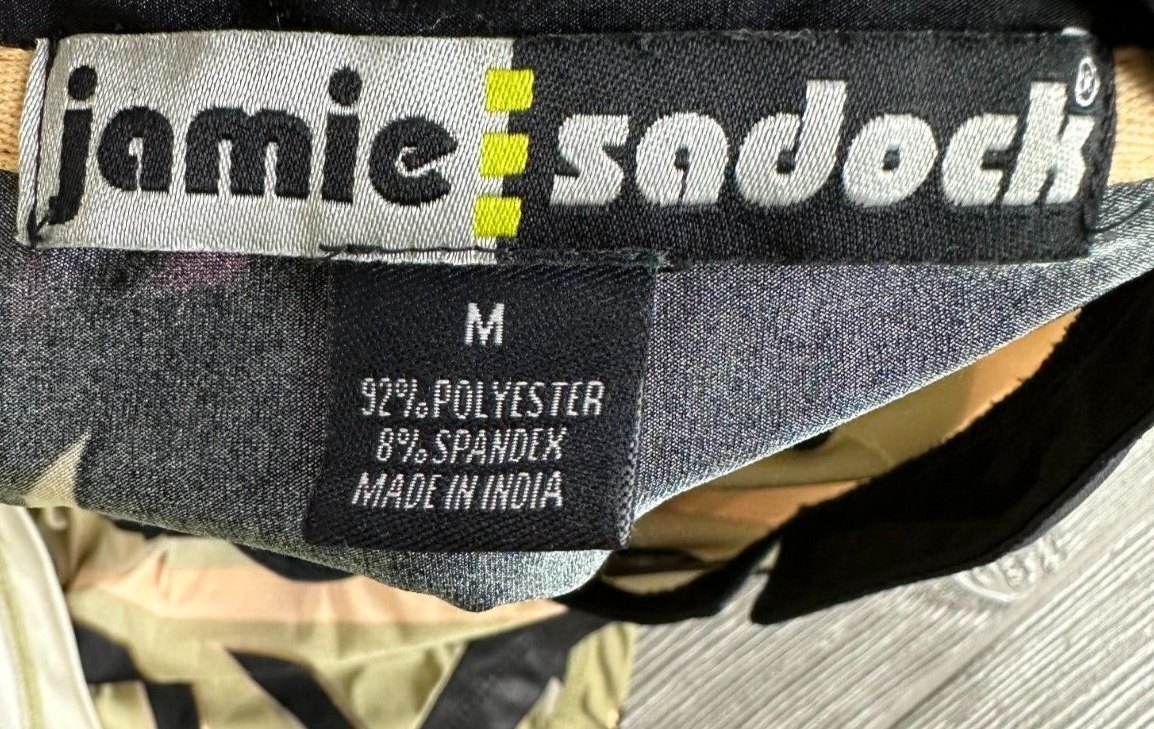 jamie sadock®
M
92% POLYESTER
8% SPANDEX
MADE IN INDIA